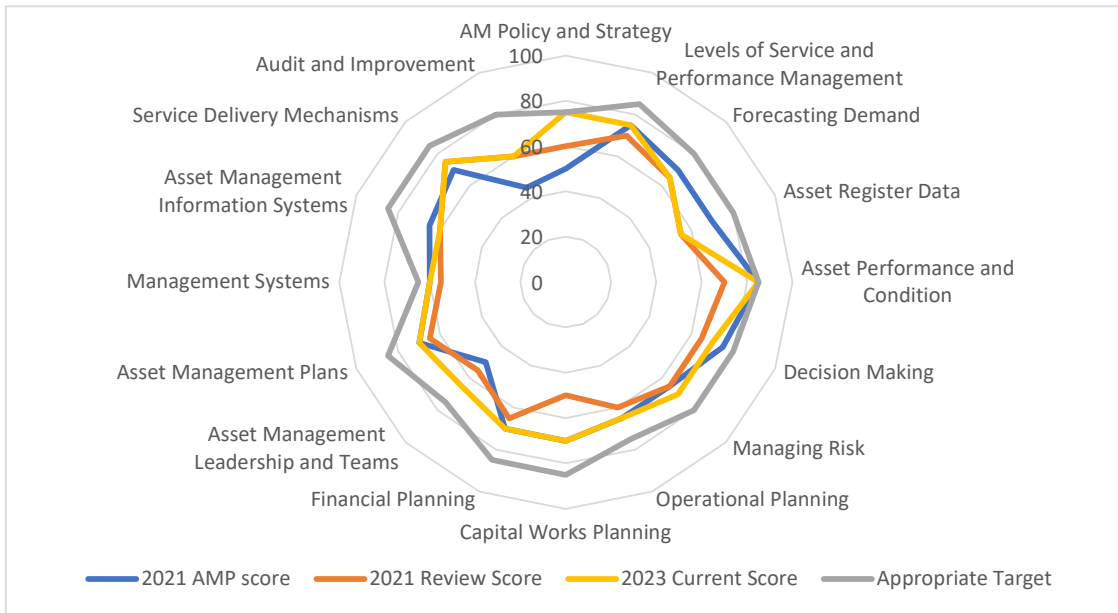 AM Policy and Strategy
Levels of Service and
Performance Management
Forecasting Demand
Asset Register Data
Asset Performance and
Condition
Decision Making
Managing Risk
Operational Planning
Capital Works Planning
Financial Planning
Asset Management
Leadership and Teams
Asset Management Plans
Management Systems
Asset Management
Information Systems
Service Delivery Mechanisms
Audit and Improvement
100
80
60
40
20
0
2021 AMP score
2021 Review Score
2023 Current Score
Appropriate Target